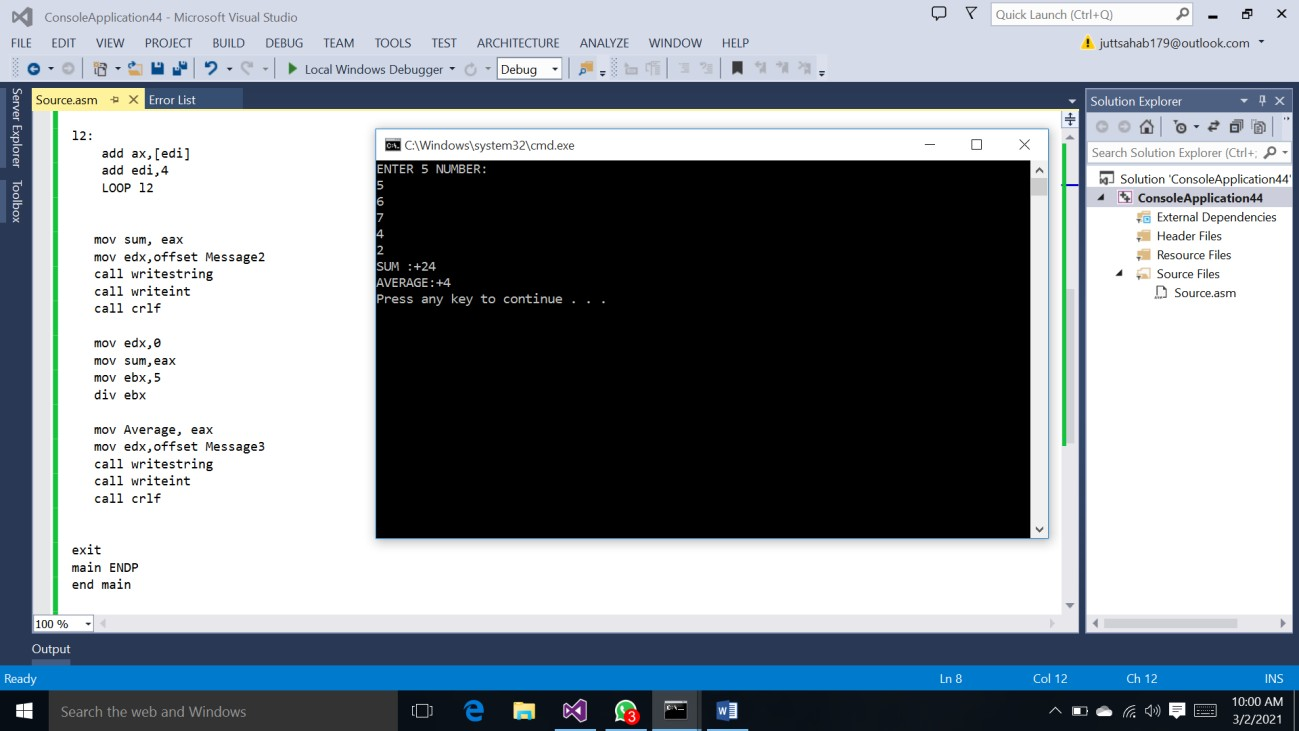 ConsoleApplication44 - Microsoft Visual Studio
Quick Launch (Ctrl+Q)
FILE EDIT VIEW PROJECT BUILD DEBUG TEAM TOOLS TEST ARCHITECTURE ANALYZE WINDOW HELP
juttsahab179@outlook.com
Local Windows Debugger
Debug
Server Explorer
Toolbox
Source.asm
Error List
l2:
add ax,[edi]
add edi,4
LOOP l2
mov sum, eax
mov edx,offset Message2
call writestring
call writeint
call crlf
mov edx,0
mov sum,eax
mov ebx,5
div ebx
mov Average, eax
mov edx,offset Message3
call writestring
call writeint
call crlf
exit
main ENDP
end main
100 %
C:\Windows\system32\cmd.exe
ENTER 5 NUMBER:
5
6
7
4
2
SUM :+24
AVERAGE:+4
Press any key to continue . . .
Solution Explorer
Search Solution Explorer (Ctrl+;
Solution 'ConsoleApplication44'
ConsoleApplication44
External Dependencies
Header Files
Resource Files
Source Files
Source.asm
Output
Ready
Ln 8 Col 12 Ch 12 INS
Search the web and Windows
3
10:00 AM
3/2/2021